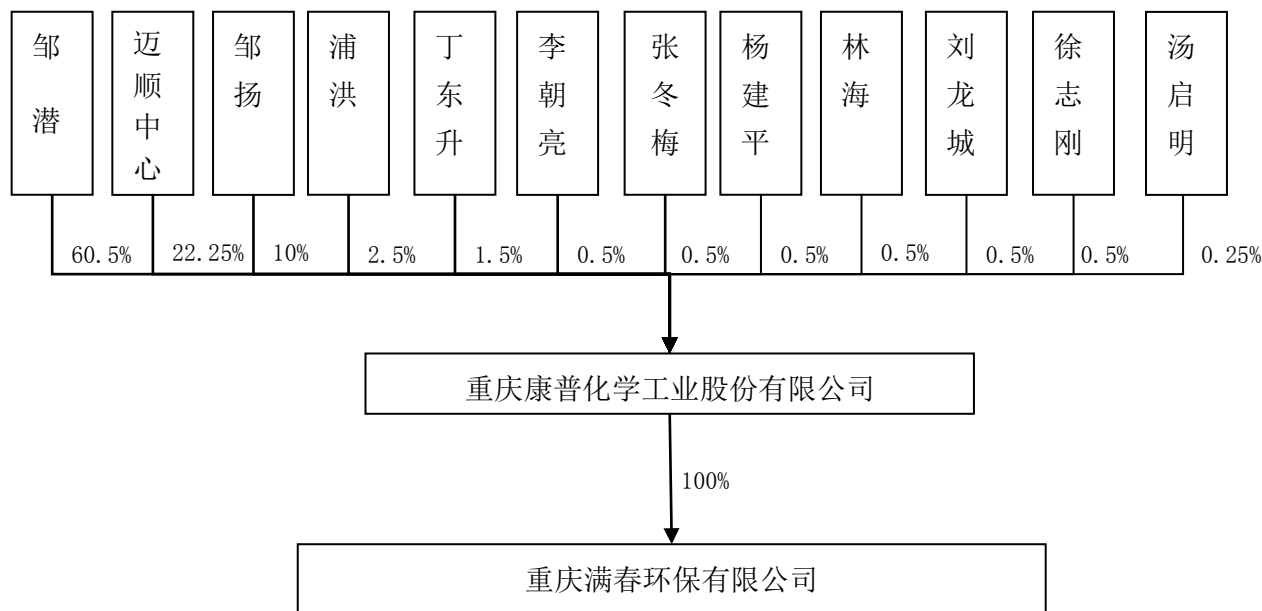 邹潜
迈顺中心
邹扬
浦洪
丁东升
李朝亮
张冬梅
杨建平
林海
刘龙城
徐志刚
汤启明
60.5%
22.25%
10%
2.5%
1.5%
0.5%
0.5%
0.5%
0.5%
0.5%
0.5%
0.25%
重庆康普化学工业股份有限公司
100%
重庆满春环保有限公司